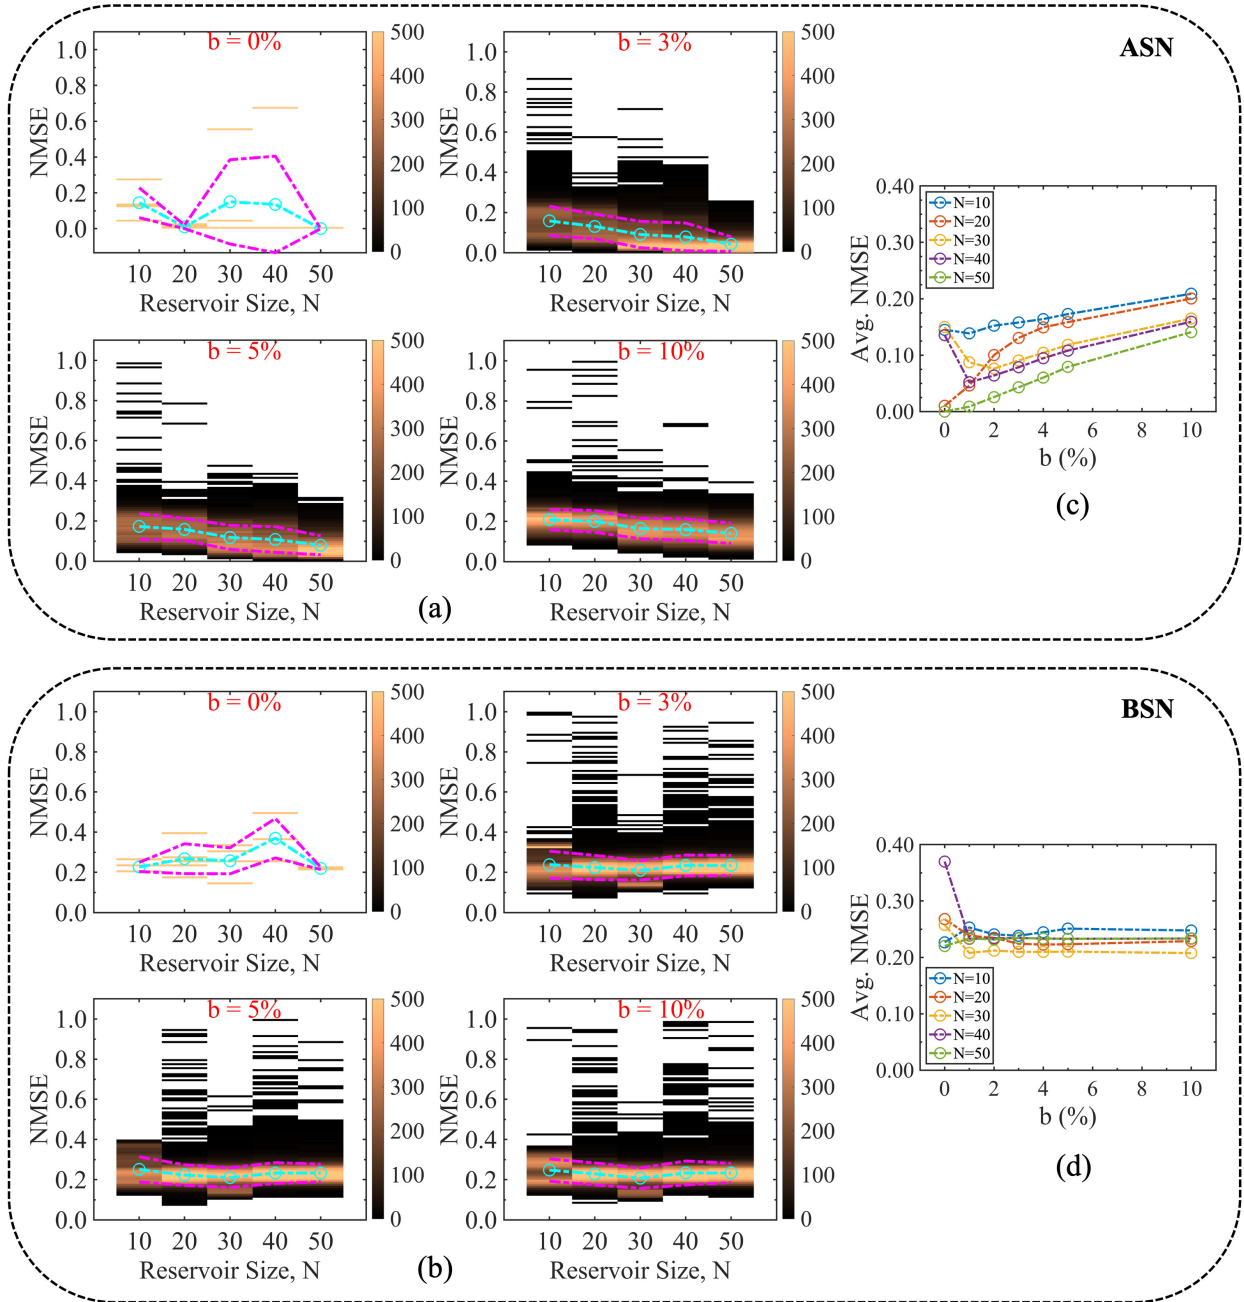 ASN
b = 0%
NMSE
1.0
0.8
0.6
0.4
0.2
0.0
10 20 30 40 50
Reservoir Size, N
500
400
300
200
100
0
b = 3%
NMSE
1.0
0.8
0.6
0.4
0.2
0.0
10 20 30 40 50
Reservoir Size, N
500
400
300
200
100
0
b = 5%
NMSE
1.0
0.8
0.6
0.4
0.2
0.0
10 20 30 40 50
Reservoir Size, N
500
400
300
200
100
0
b = 10%
NMSE
1.0
0.8
0.6
0.4
0.2
0.0
10 20 30 40 50
Reservoir Size, N
500
400
300
200
100
0
(a)
Avg. NMSE
0.40
0.30
0.20
0.10
0.00
N=10
N=20
N=30
N=40
N=50
0 2 4 6 8 10
b (%)
(c)
BSN
b = 0%
NMSE
1.0
0.8
0.6
0.4
0.2
0.0
10 20 30 40 50
Reservoir Size, N
500
400
300
200
100
0
b = 3%
NMSE
1.0
0.8
0.6
0.4
0.2
0.0
10 20 30 40 50
Reservoir Size, N
500
400
300
200
100
0
b = 5%
NMSE
1.0
0.8
0.6
0.4
0.2
0.0
10 20 30 40 50
Reservoir Size, N
500
400
300
200
100
0
b = 10%
NMSE
1.0
0.8
0.6
0.4
0.2
0.0
10 20 30 40 50
Reservoir Size, N
500
400
300
200
100
0
(b)
Avg. NMSE
0.40
0.30
0.20
0.10
0.00
N=10
N=20
N=30
N=40
N=50
0 2 4 6 8 10
b (%)
(d)